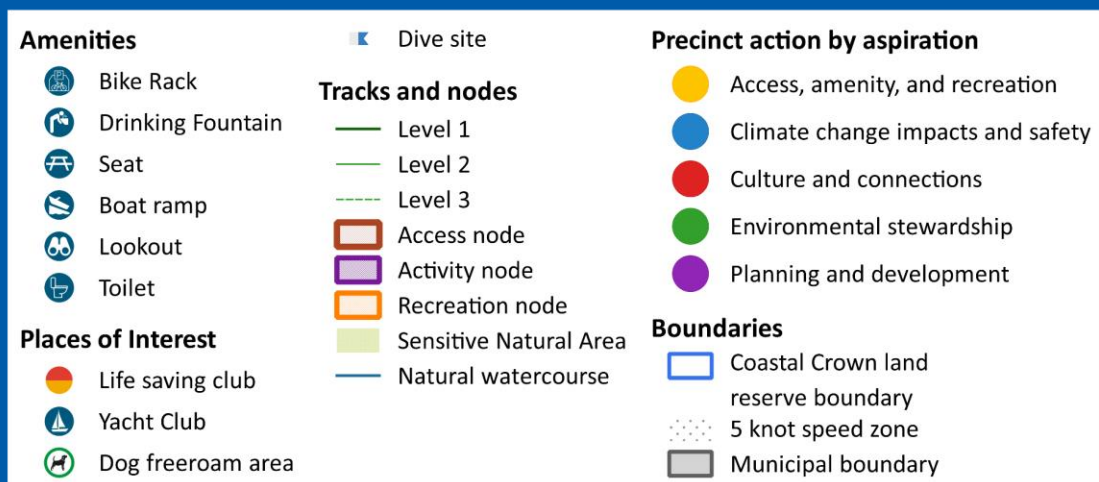 Amenities
Bike Rack
Drinking Fountain
Seat
Boat ramp
Lookout
Toilet
Places of Interest
Life saving club
Yacht Club
Dog freeroam area
Dive site
Tracks and nodes
Level 1
Level 2
Level 3
Access node
Activity node
Recreation node
Sensitive Natural Area
Natural watercourse
Precinct action by aspiration
Access, amenity, and recreation
Climate change impacts and safety
Culture and connections
Environmental stewardship
Planning and development
Boundaries
Coastal Crown land
reserve boundary
5 knot speed zone
Municipal boundary